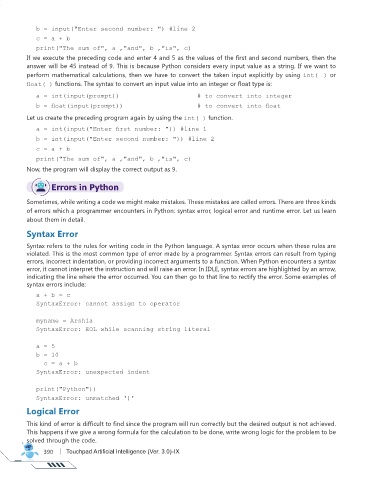 b = input("Enter second number: ") #line 2
c = a + b
print("The sum of", a ,"and", b ,"is", c)
If we execute the preceding code and enter 4 and 5 as the values of the first and second numbers, then the
answer will be 45 instead of 9. This is because Python considers every input value as a string. If we want to
perform mathematical calculations, then we have to convert the taken input explicitly using int( ) or
float( ) functions. The syntax to convert an input value into an integer or float type is:
a = int(input(prompt)) # to convert into integer
b = float(input(prompt)) # to convert into float
Let us create the preceding program again by using the int( ) function.
a = int(input("Enter first number: ")) #line 1
b = int(input("Enter second number: ")) #line 2
c = a + b
print("The sum of", a ,"and", b ,"is", c)
Now, the program will display the correct output as 9.
Errors in Python
Sometimes, while writing a code we might make mistakes. These mistakes are called errors. There are three kinds
of errors which a programmer encounters in Python: syntax error, logical error and runtime error. Let us learn
about them in detail.
Syntax Error
Syntax refers to the rules for writing code in the Python language. A syntax error occurs when these rules are
violated. This is the most common type of error made by a programmer. Syntax errors can result from typing
errors, incorrect indentation, or providing incorrect arguments to a function. When Python encounters a syntax
error, it cannot interpret the instruction and will raise an error. In IDLE, syntax errors are highlighted by an arrow,
indicating the line where the error occurred. You can then go to that line to rectify the error. Some examples of
syntax errors include:
a + b = c
SyntaxError: cannot assign to operator
myname = Arshia
SyntaxError: EOL while scanning string literal
a = 5
b = 10
c = a + b
SyntaxError: unexpected indent
print("Python"))
SyntaxError: unmatched ')'
Logical Error
This kind of error is difficult to find since the program will run correctly but the desired output is not achieved.
This happens if we give a wrong formula for the calculation to be done, write wrong logic for the problem to be
solved through the code.
390 | Touchpad Artificial Intelligence (Ver. 3.0)-IX